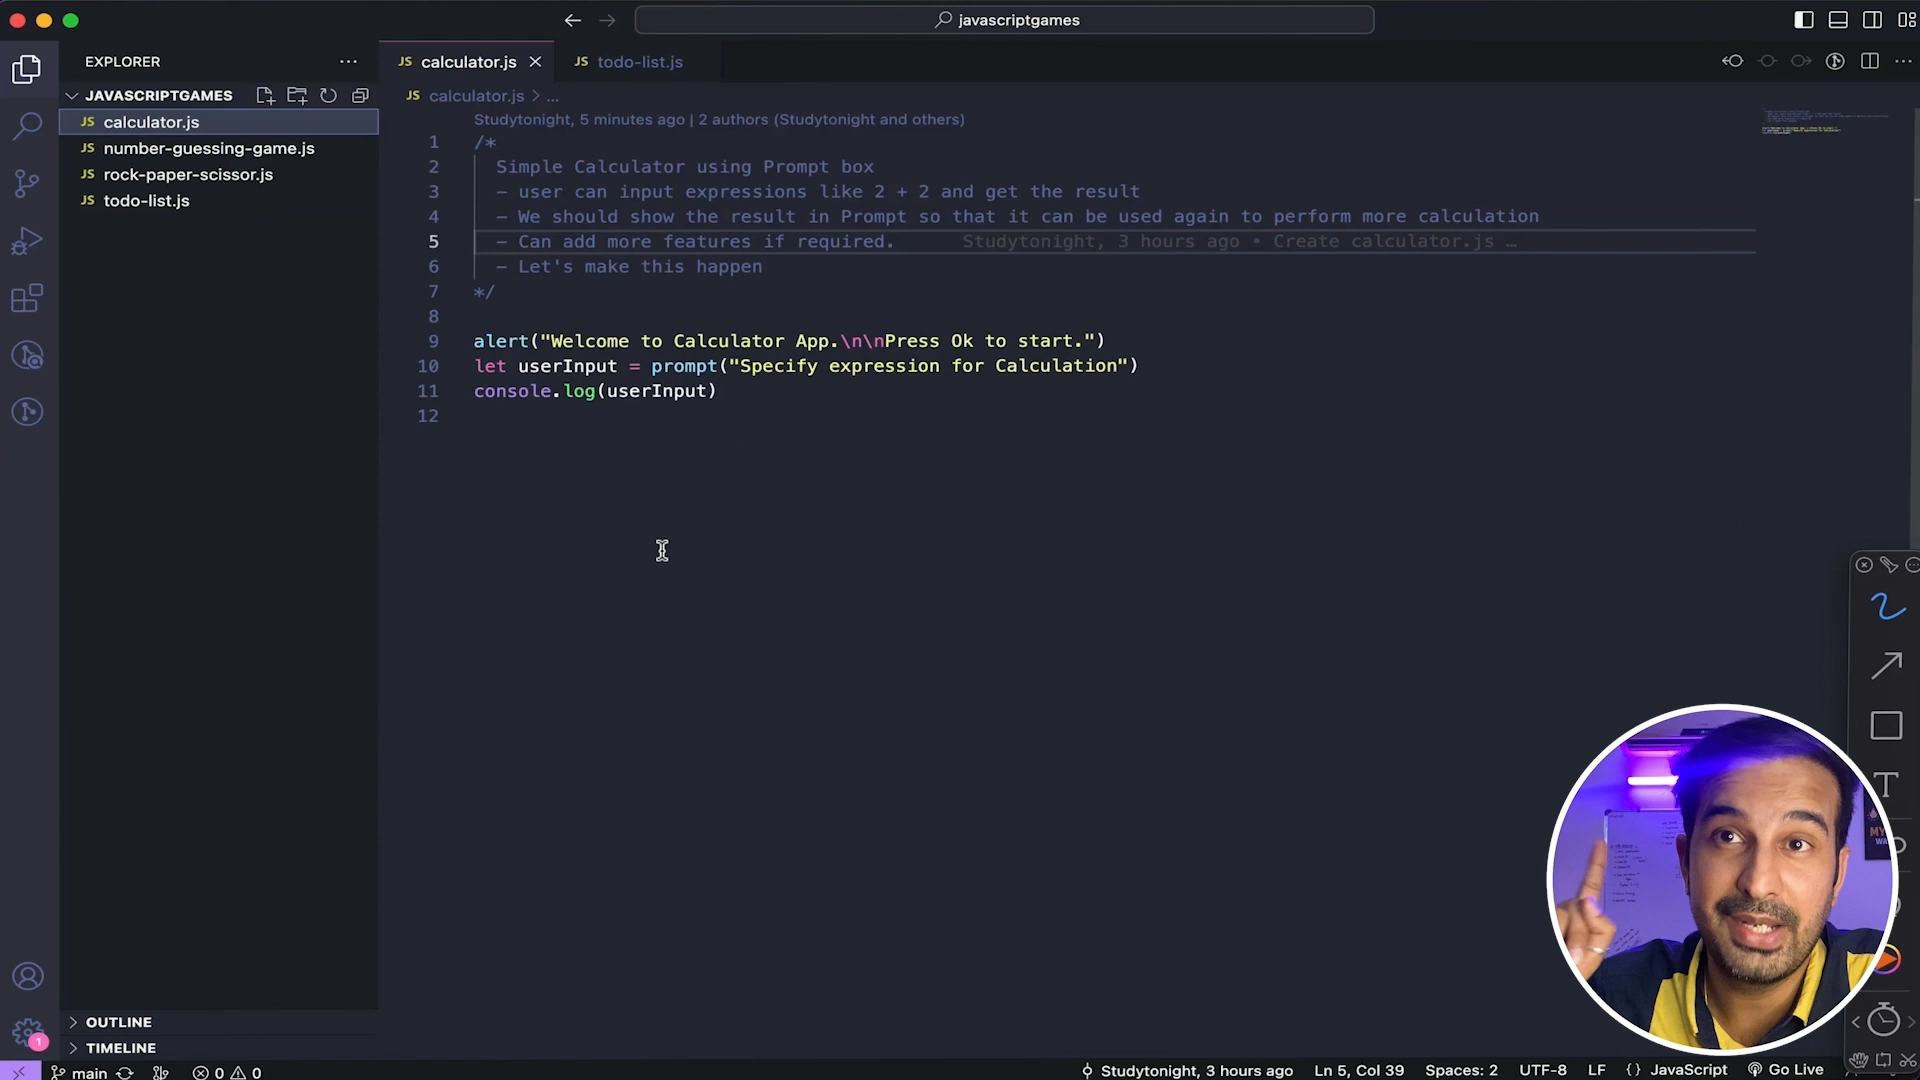 javascriptgames
EXPLORER
JS calculator.js
JS todo-list.js
JAVASCRIPTGAMES
JS calculator.js
JS number-guessing-game.js
JS rock-paper-scissor.js
JS todo-list.js
JS calculator.js > ...
Studytonight, 5 minutes ago | 2 authors (Studytonight and others)
1 /*
2 Simple Calculator using Prompt box
3 - user can input expressions like 2 + 2 and get the result
4 - We should show the result in Prompt so that it can be used again to perform more calculation
5 - Can add more features if required. Studytonight, 3 hours ago • Create calculator.js …
6 - Let's make this happen
7 */
8
9 alert("Welcome to Calculator App.\n\nPress Ok to start.")
10 let userInput = prompt("Specify expression for Calculation")
11 console.log(userInput)
12
T
MY
OUTLINE
1
TIMELINE
main
0 0
Studytonight, 3 hours ago
Ln 5, Col 39
Spaces: 2
UTF-8
LF
{} JavaScript
Go Live